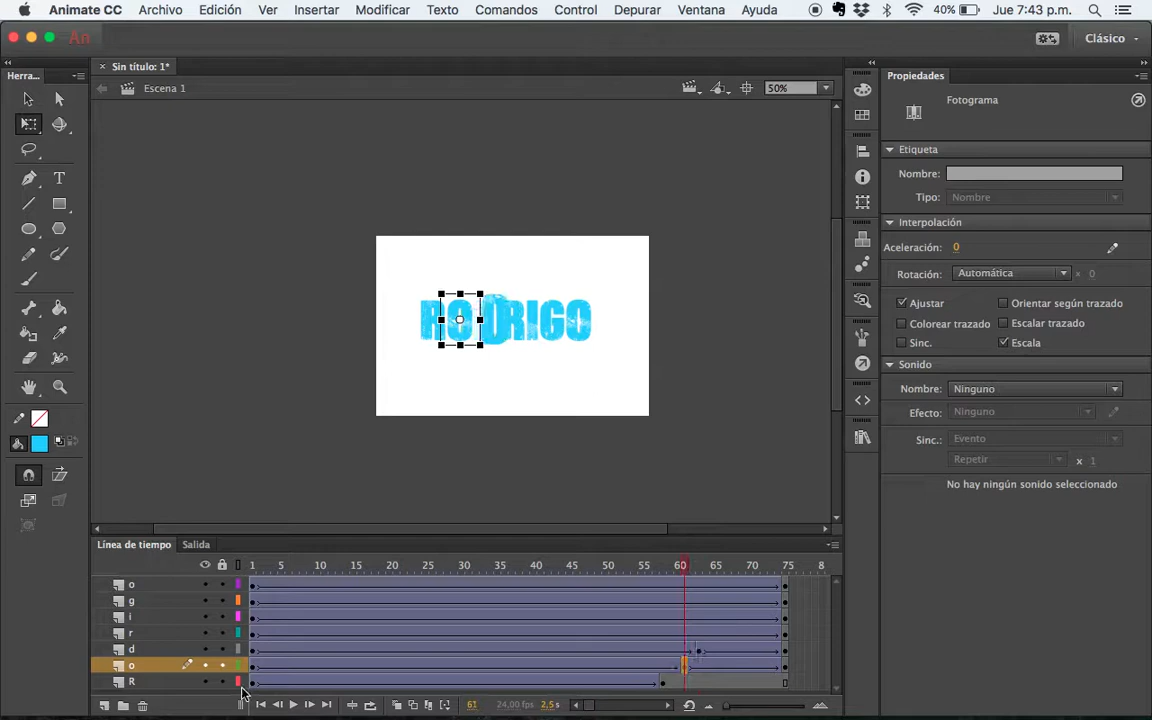 Animate CC Archivo Edición Ver Insertar Modificar Texto Comandos Control Depurar Ventana Ayuda 40% Jue 7:43 p.m.
An Clásico
Herra... Sin título: 1* Propiedades
Escena 1 50% Fotograma
Etiqueta
Nombre:
Tipo: Nombre
Interpolación
Aceleración: 0
Rotación: Automática × 0
Ajustar Orientar según trazado
Colorear trazado Escalar trazado
Sinc. Escala
Sonido
Nombre: Ninguno
Efecto: Ninguno
Sinc.: Evento
Repetir x 1
No hay ningún sonido seleccionado
RODRIGO
Línea de tiempo Salida
1 5 10 15 20 25 30 35 40 45 50 55 60 65 70 75 8
o
g
i
r
d
o
R
61 24,00 fps 2,5 s